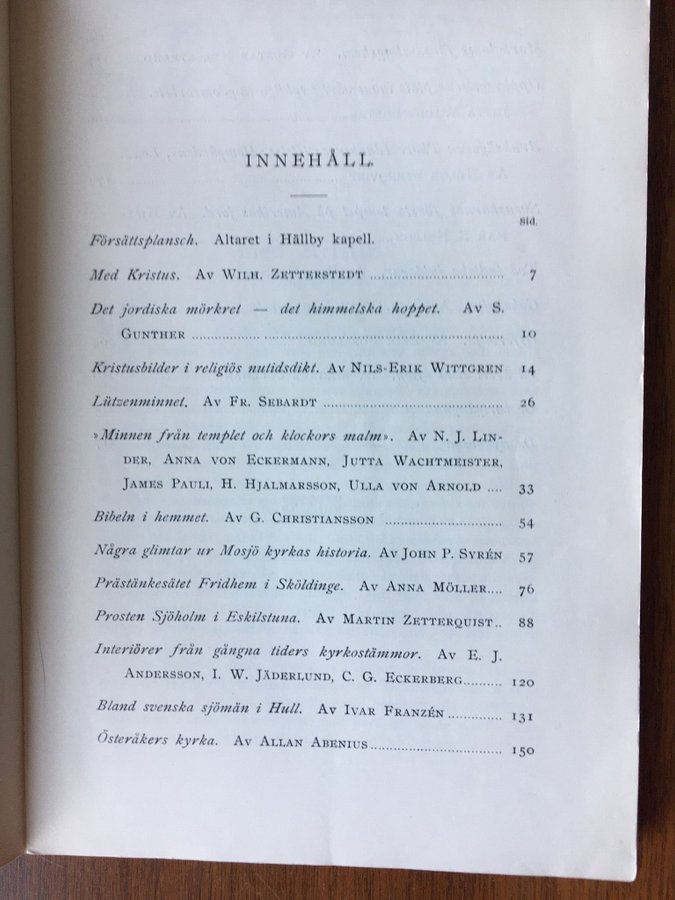 INNEHÅLL.
Sid.
Försättsplansch. Altaret i Hällby kapell.
Med Kristus. Av Wilh. Zetterstedt ........................ 7
Det jordiska mörkret — det himmelska hoppet. Av S.
Gunther ............................................................ 10
Kristusbilder i religiös nutidsdikt. Av Nils-Erik Wittgren 14
Lützenminnet. Av Fr. Sebardt ................................ 26
»Minnen från templet och klockors malm». Av N. J. Lin-
der, Anna von Eckermann, Jutta Wachtmeister,
James Pauli, H. Hjalmarsson, Ulla von Arnold .... 33
Bibeln i hemmet. Av G. Christiansson ..................... 54
Några glimtar ur Mosjö kyrkas historia. Av John P. Syrén 57
Prästänkesätet Fridhem i Sköldinge. Av Anna Möller.... 76
Prosten Sjöholm i Eskilstuna. Av Martin Zetterquist.. 88
Interiörer från gångna tiders kyrkostämmor. Av E. J.
Andersson, I. W. Jäderlund, C. G. Eckerberg......... 120
Bland svenska sjömän i Hull. Av Ivar Franzén ............ 131
Österåkers kyrka. Av Allan Abenius........................ 150